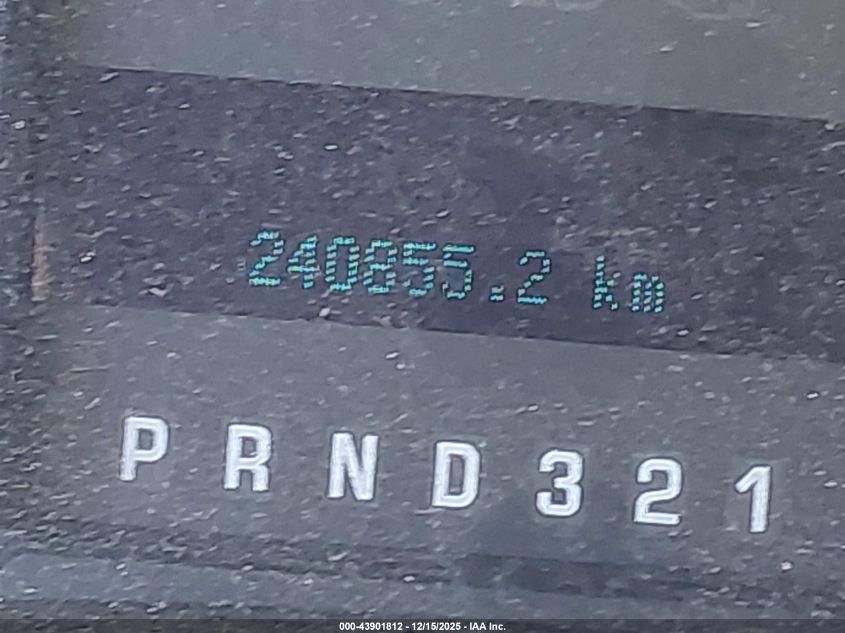 240855.2 km
P R N D 3 2 1
000-43901812 - 12/15/2025 - IAA Inc.